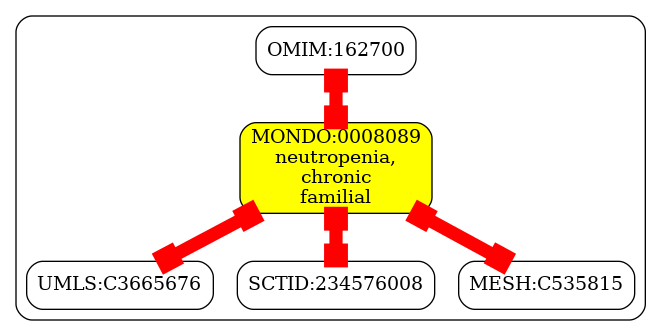 OMIM:162700
MONDO:0008089
neutropenia,
chronic
familial
UMLS:C3665676
SCTID:234576008
MESH:C535815